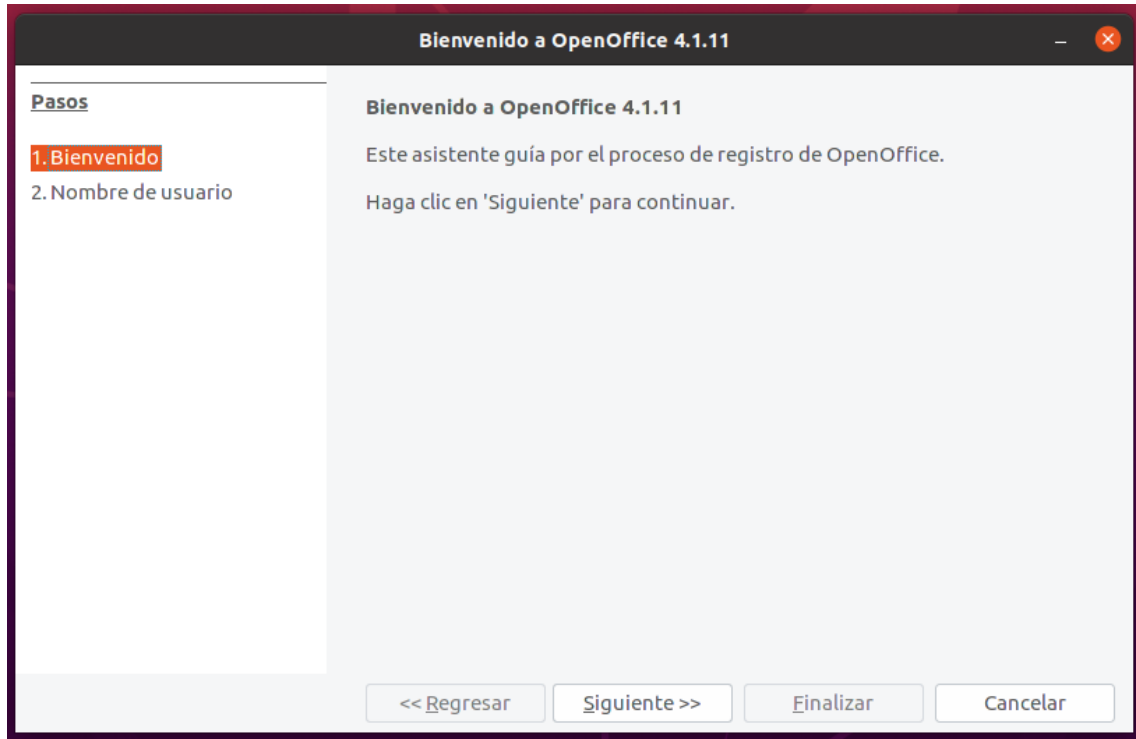 Bienvenido a OpenOffice 4.1.11
Pasos
1. Bienvenido
2. Nombre de usuario
Bienvenido a OpenOffice 4.1.11
Este asistente guía por el proceso de registro de OpenOffice.
Haga clic en 'Siguiente' para continuar.
<< Regresar
Siguiente >>
Finalizar
Cancelar